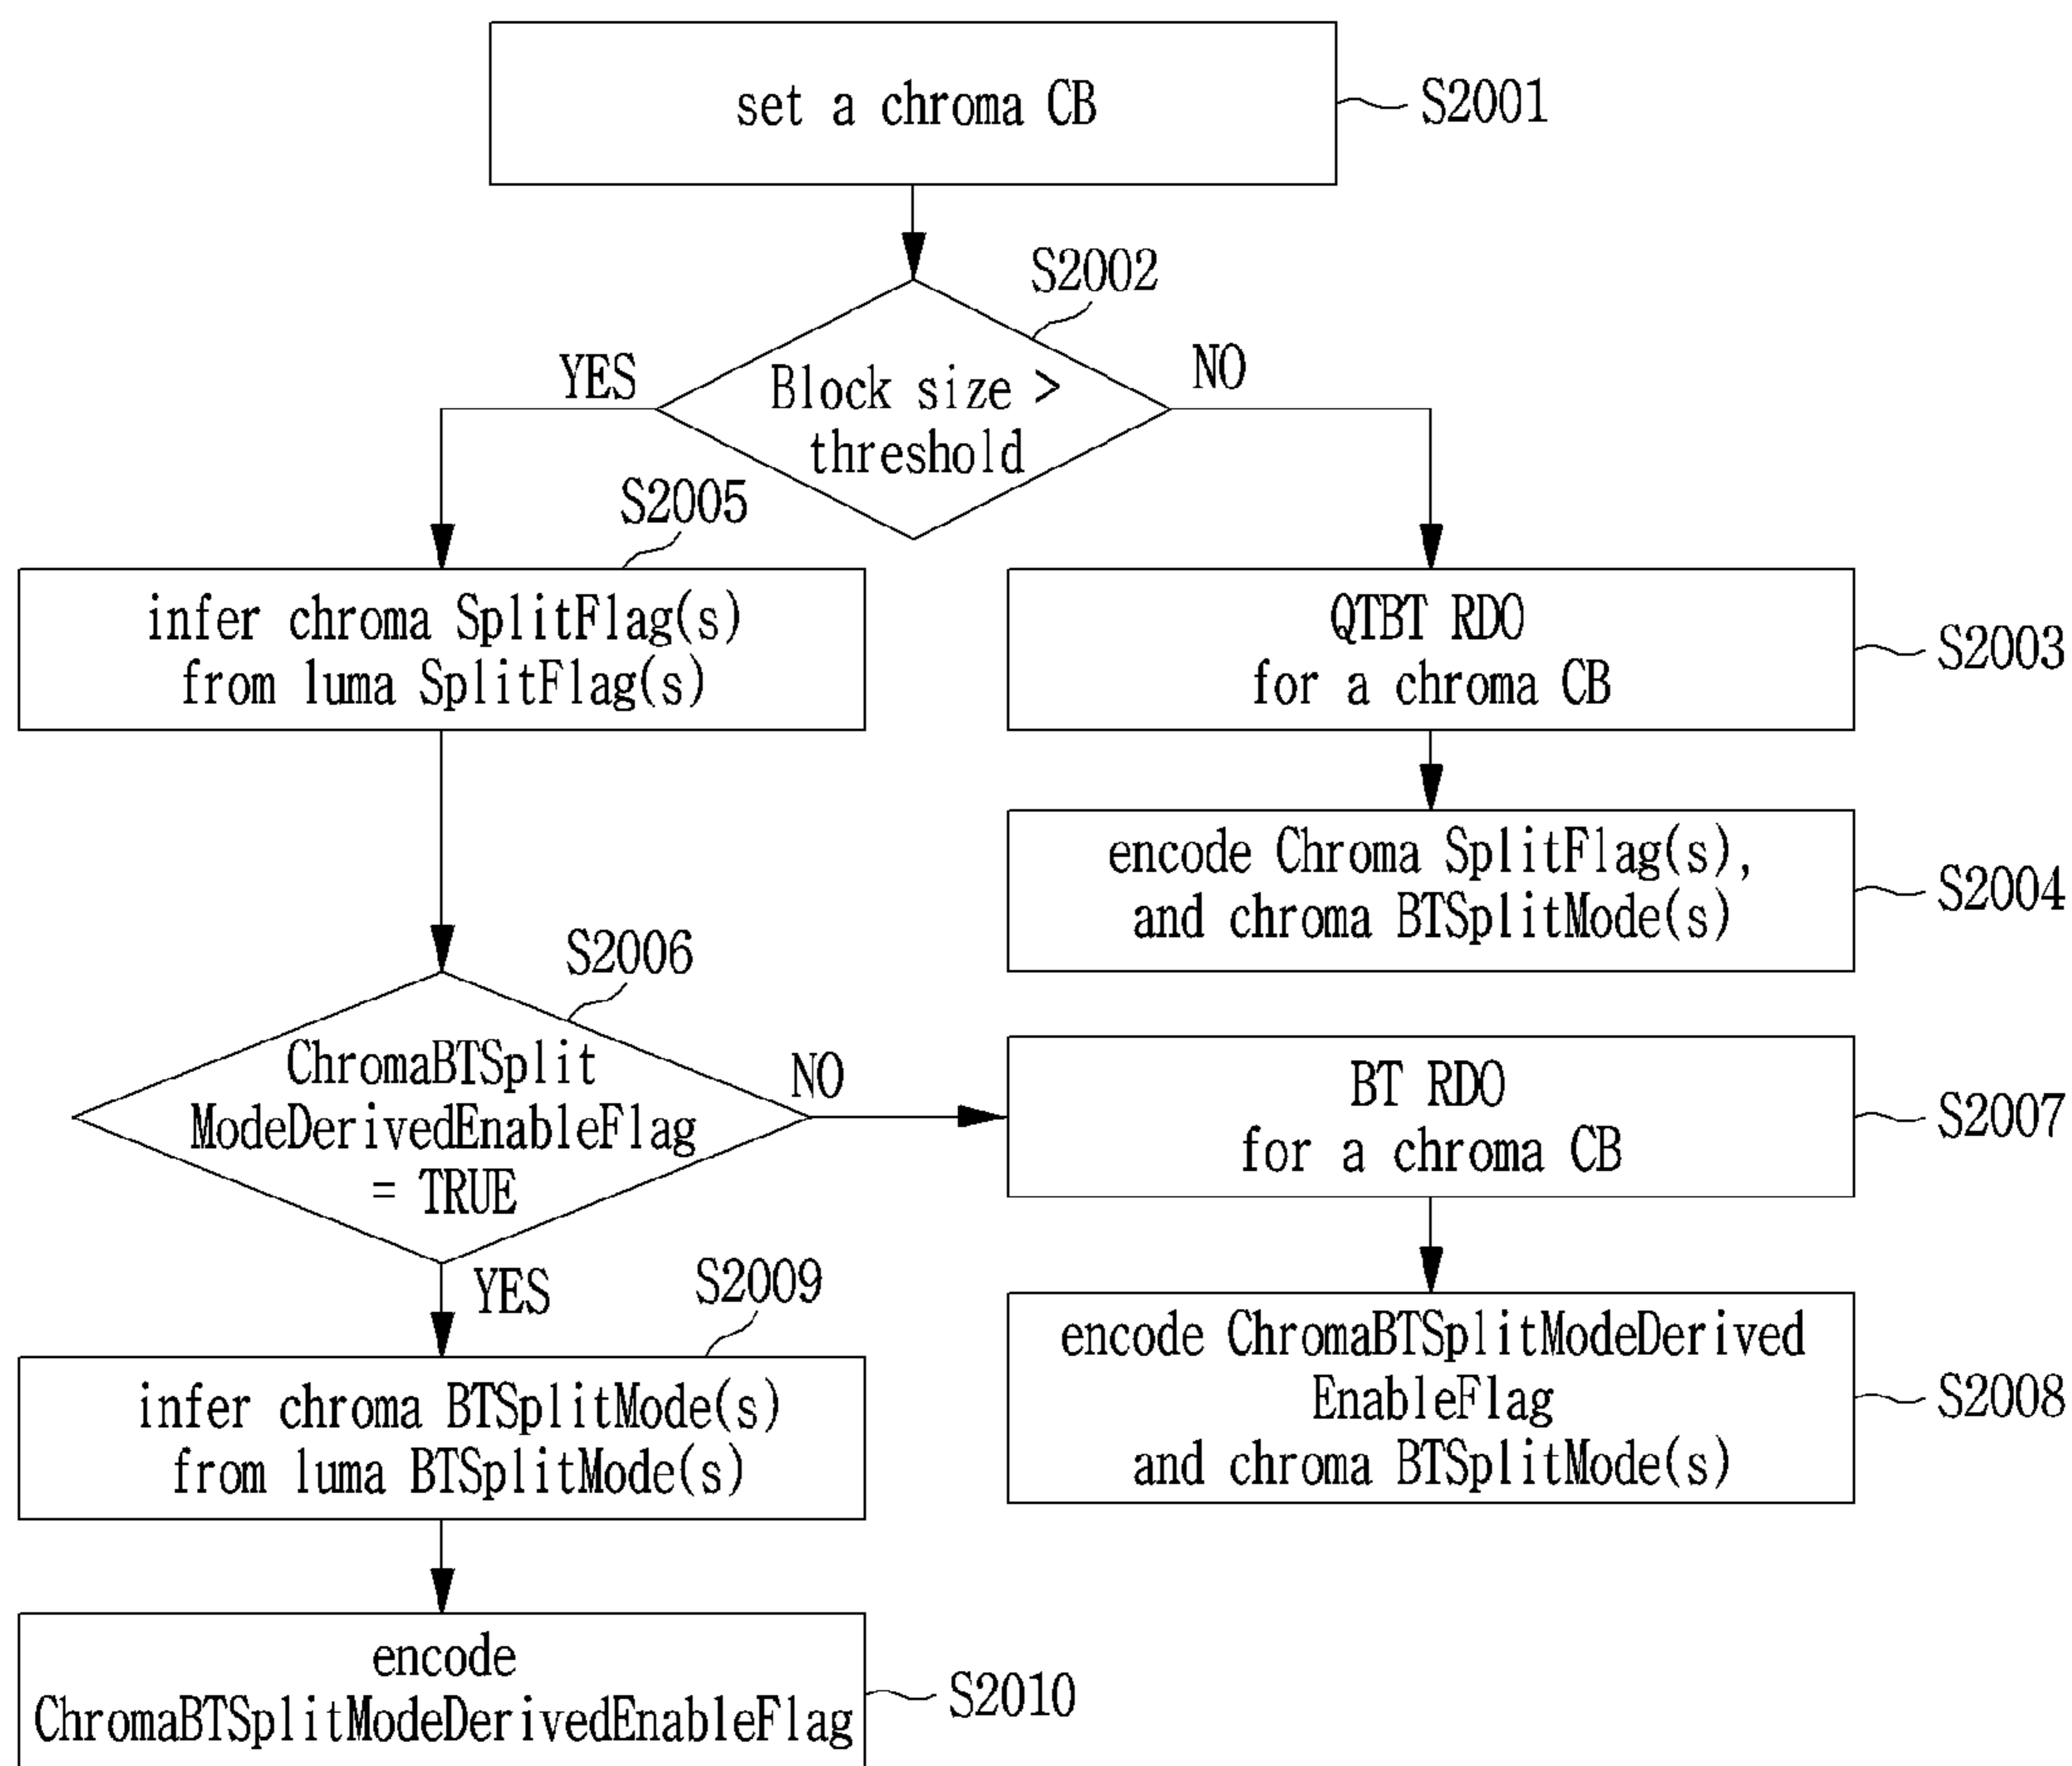 set a chroma CB
S2001
S2002
YES
Block size >
threshold
NO
S2005
infer chroma SplitFlag(s)
from luma SplitFlag(s)
QTBT RDO
for a chroma CB
S2003
encode Chroma SplitFlag(s),
and chroma BTSplitMode(s)
S2004
S2006
ChromaBTSplit
ModeDerivedEnableFlag
= TRUE
NO
BT RDO
for a chroma CB
S2007
YES
S2009
infer chroma BTSplitMode(s)
from luma BTSplitMode(s)
encode ChromaBTSplitModeDerived
EnableFlag
and chroma BTSplitMode(s)
S2008
encode
ChromaBTSplitModeDerivedEnableFlag
S2010